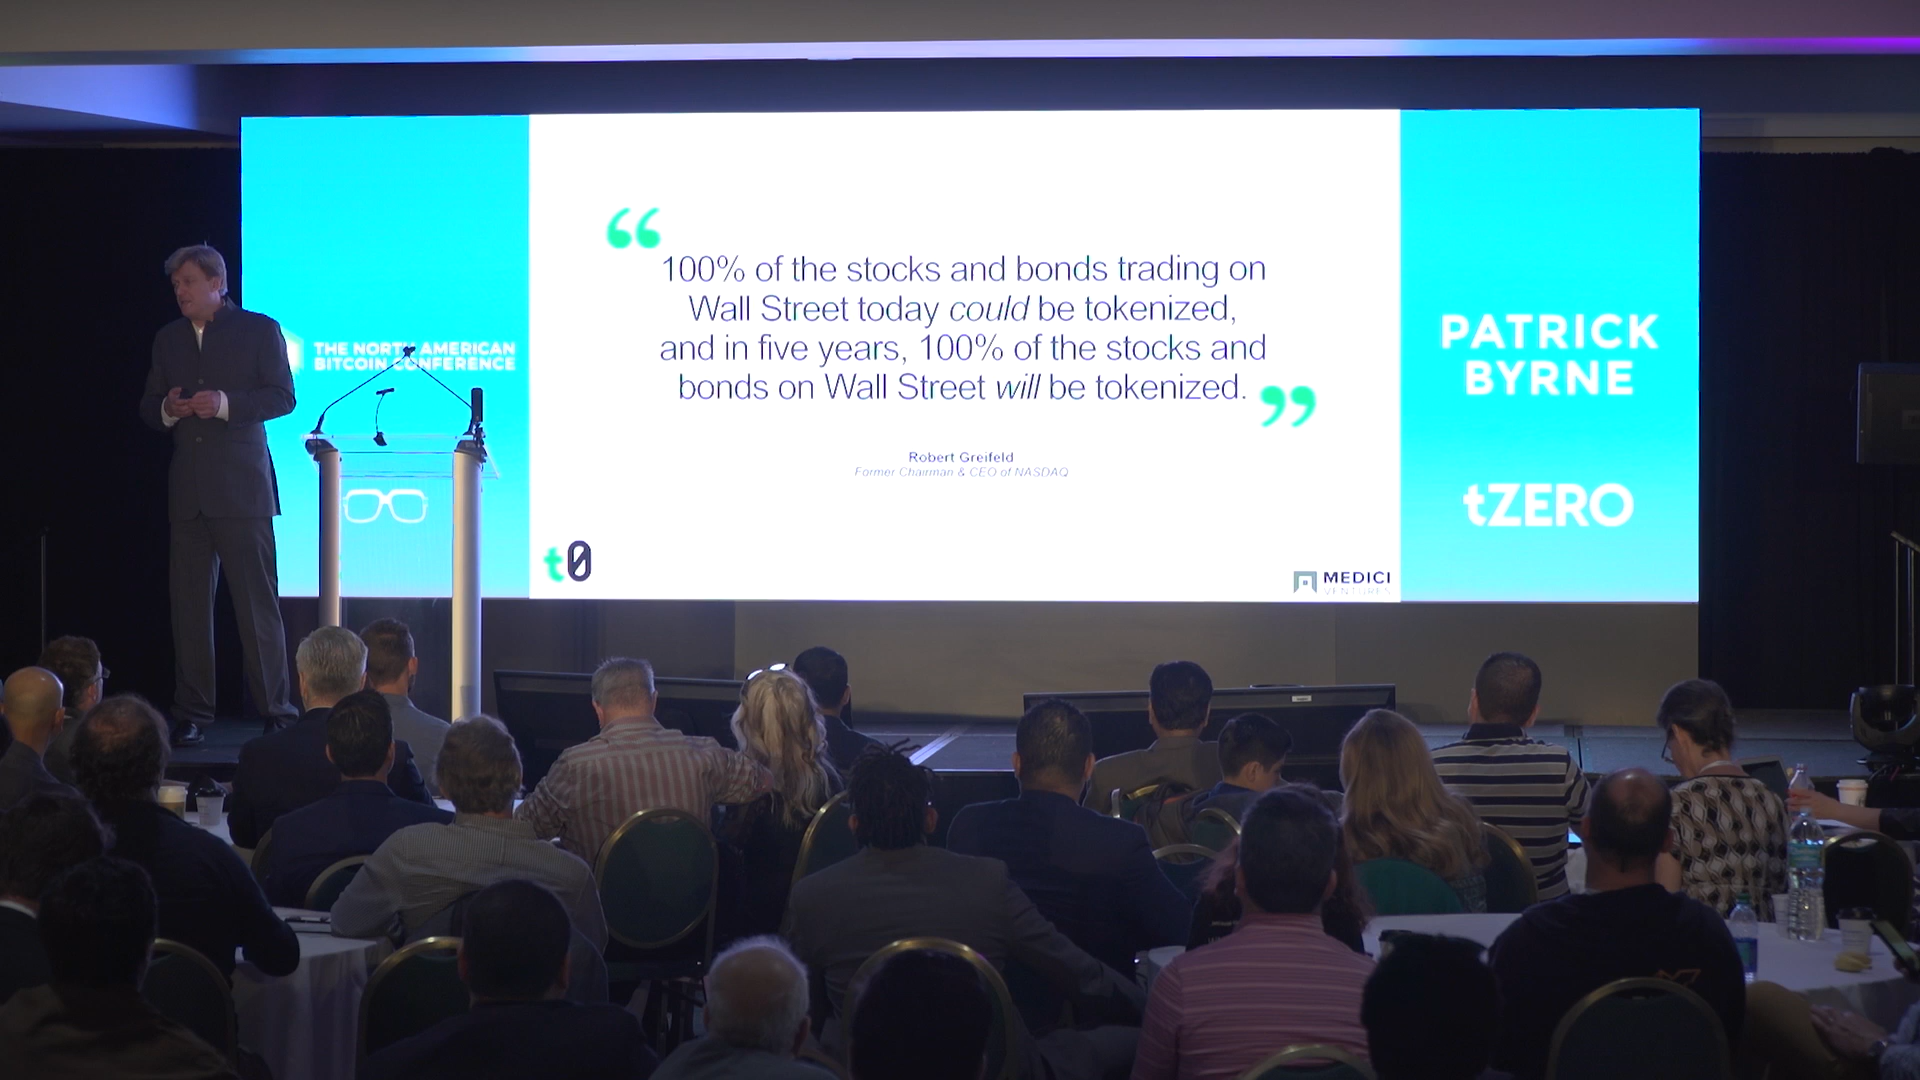 “
100% of the stocks and bonds trading on
Wall Street today could be tokenized,
and in five years, 100% of the stocks and
bonds on Wall Street will be tokenized.
”
Robert Greifeld
Former Chairman & CEO of NASDAQ
THE NORTH AMERICAN
BITCOIN CONFERENCE
t0
MEDICI
VENTURES
PATRICK
BYRNE
tZERO